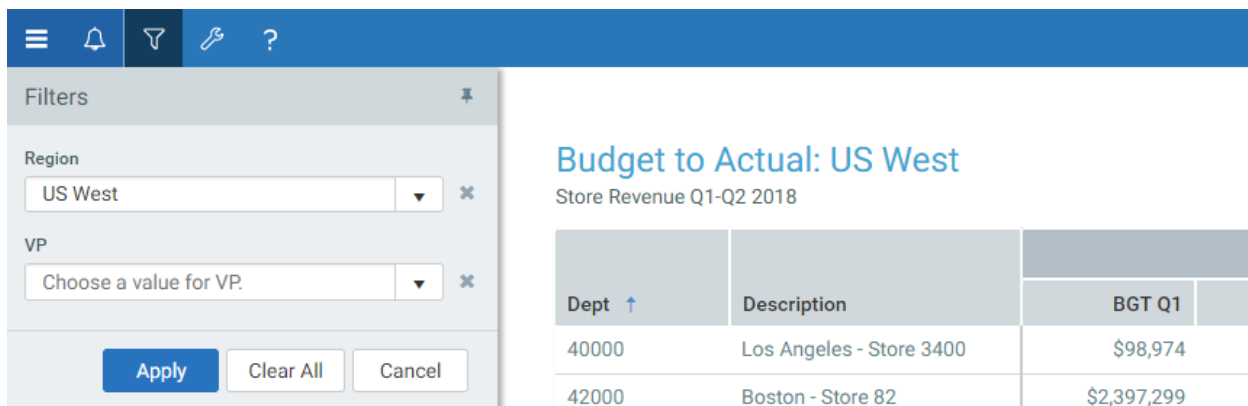 ?
Filters
Region
US West
VP
Choose a value for VP.
Apply Clear All Cancel
Budget to Actual: US West
Store Revenue Q1-Q2 2018
Dept Description BGT Q1
40000 Los Angeles - Store 3400 $98,974
42000 Boston - Store 82 $2,397,299